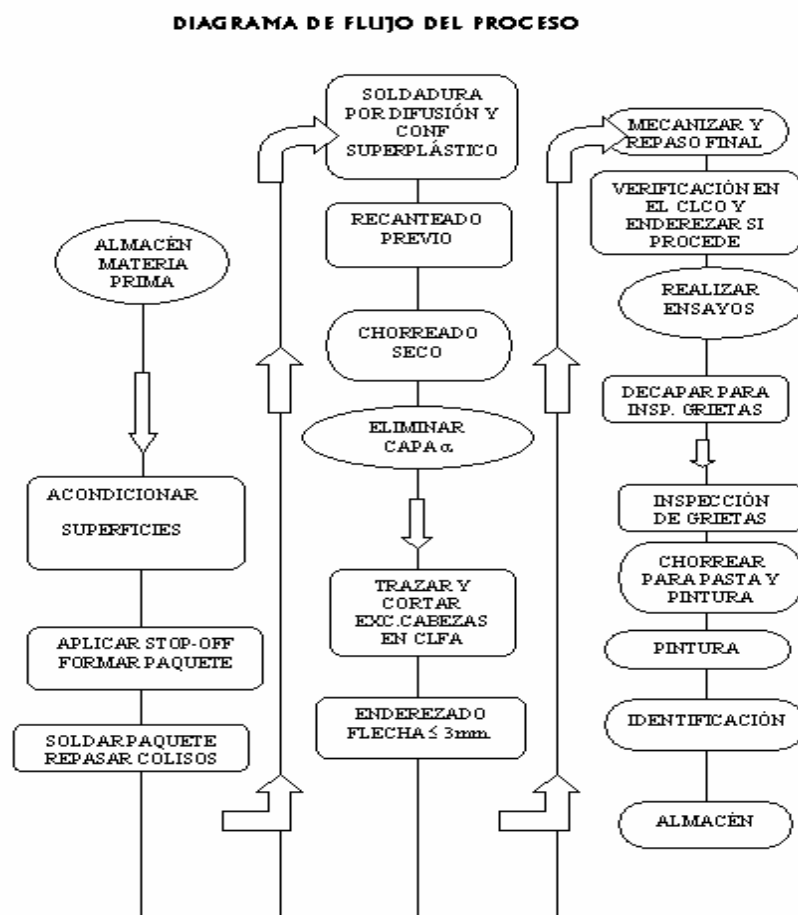 DIAGRAMA DE FLUJO DEL PROCESO
ALMACÉN
MATERIA
PRIMA
ACONDICIONAR
SUPERFICIES
APLICAR STOP-OFF
FORMAR PAQUETE
SOLDAR PAQUETE
REPASAR COLISOS
SOLDADURA
POR DIFUSIÓN Y
CONF
SUPERPLÁSTICO
RECANTEADO
PREVIO
CHORREADO
SECO
ELIMINAR
CAPA α
TRAZAR Y
CORTAR
EXC.CABEZAS
EN CLFA
ENDEREZADO
FLECHA ≤ 3mm
MECANIZAR Y
REPASO FINAL
VERIFICACIÓN EN
EL CLCO Y
ENDEREZAR SI
PROCEDE
REALIZAR
ENSAYOS
DECAPAR PARA
INSP. GRIETAS
INSPECCIÓN
DE GRIETAS
CHORREAR
PARA PASTA Y
PINTURA
PINTURA
IDENTIFICACIÓN
ALMACÉN